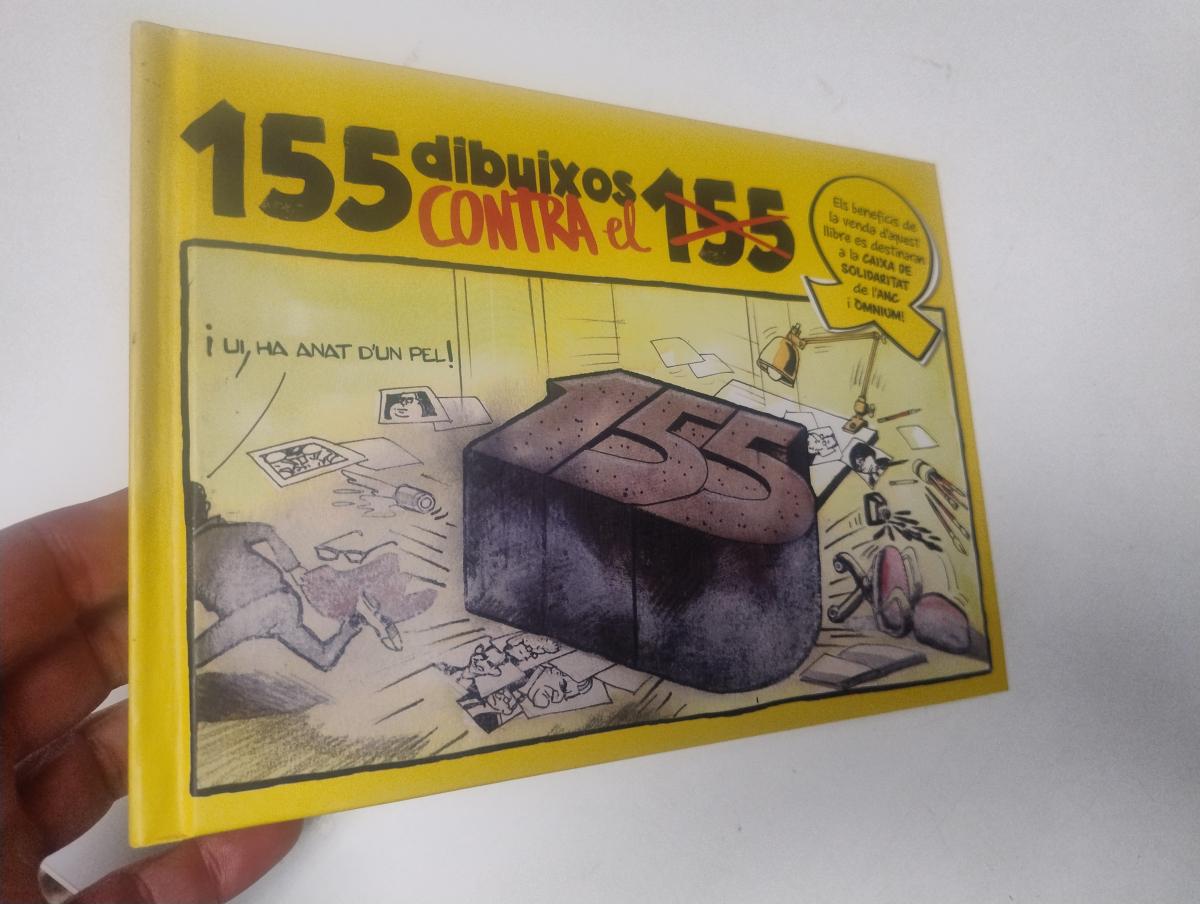 155 dibuixos
CONTRA el 155
Els beneficis de
la venda d'aquest
llibre es destinaran
a la CAIXA DE
SOLIDARITAT
de l'ANC
i ÒMNIUM!
¡UI, HA ANAT D'UN PEL!
155